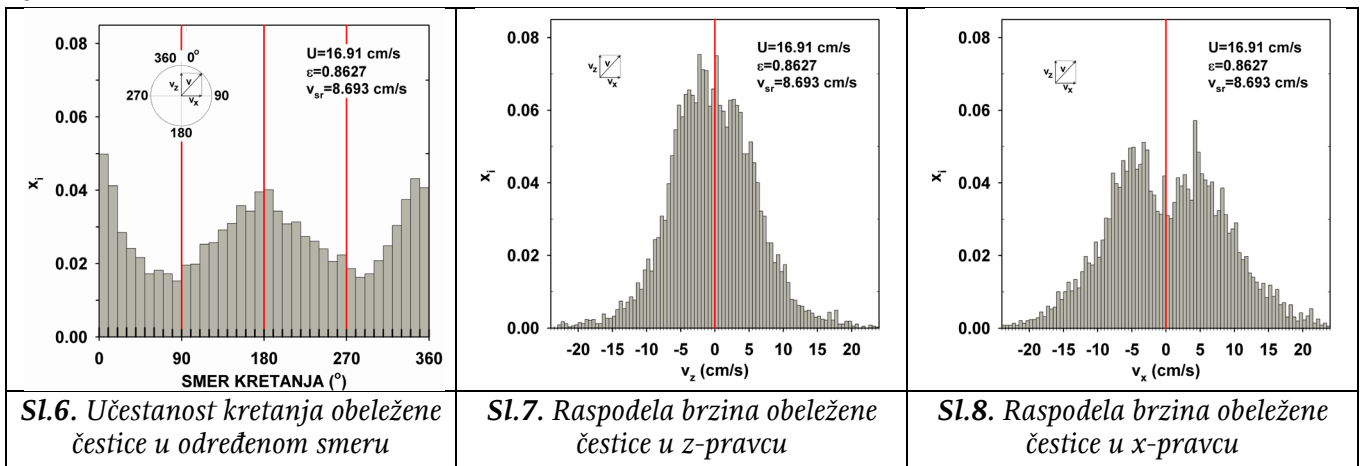 0.08
0.06
0.04
0.02
0.00
x_i
360 0°
270
90
180
v_z
v
v_x
U=16.91 cm/s
ε=0.8627
v_sr=8.693 cm/s
0 90 180 270 360
SMER KRETANJA (°)
0.08
0.06
0.04
0.02
0.00
x_i
v_z
v
v_x
U=16.91 cm/s
ε=0.8627
v_sr=8.693 cm/s
-20 -15 -10 -5 0 5 10 15 20
v_z (cm/s)
0.08
0.06
0.04
0.02
0.00
x_i
v_z
v
v_x
U=16.91 cm/s
ε=0.8627
v_sr=8.693 cm/s
-20 -15 -10 -5 0 5 10 15 20
v_x (cm/s)
Sl.6. Učestanost kretanja obeležene
čestice u određenom smeru
Sl.7. Raspodela brzina obeležene
čestice u z-pravcu
Sl.8. Raspodela brzina obeležene
čestice u x-pravcu